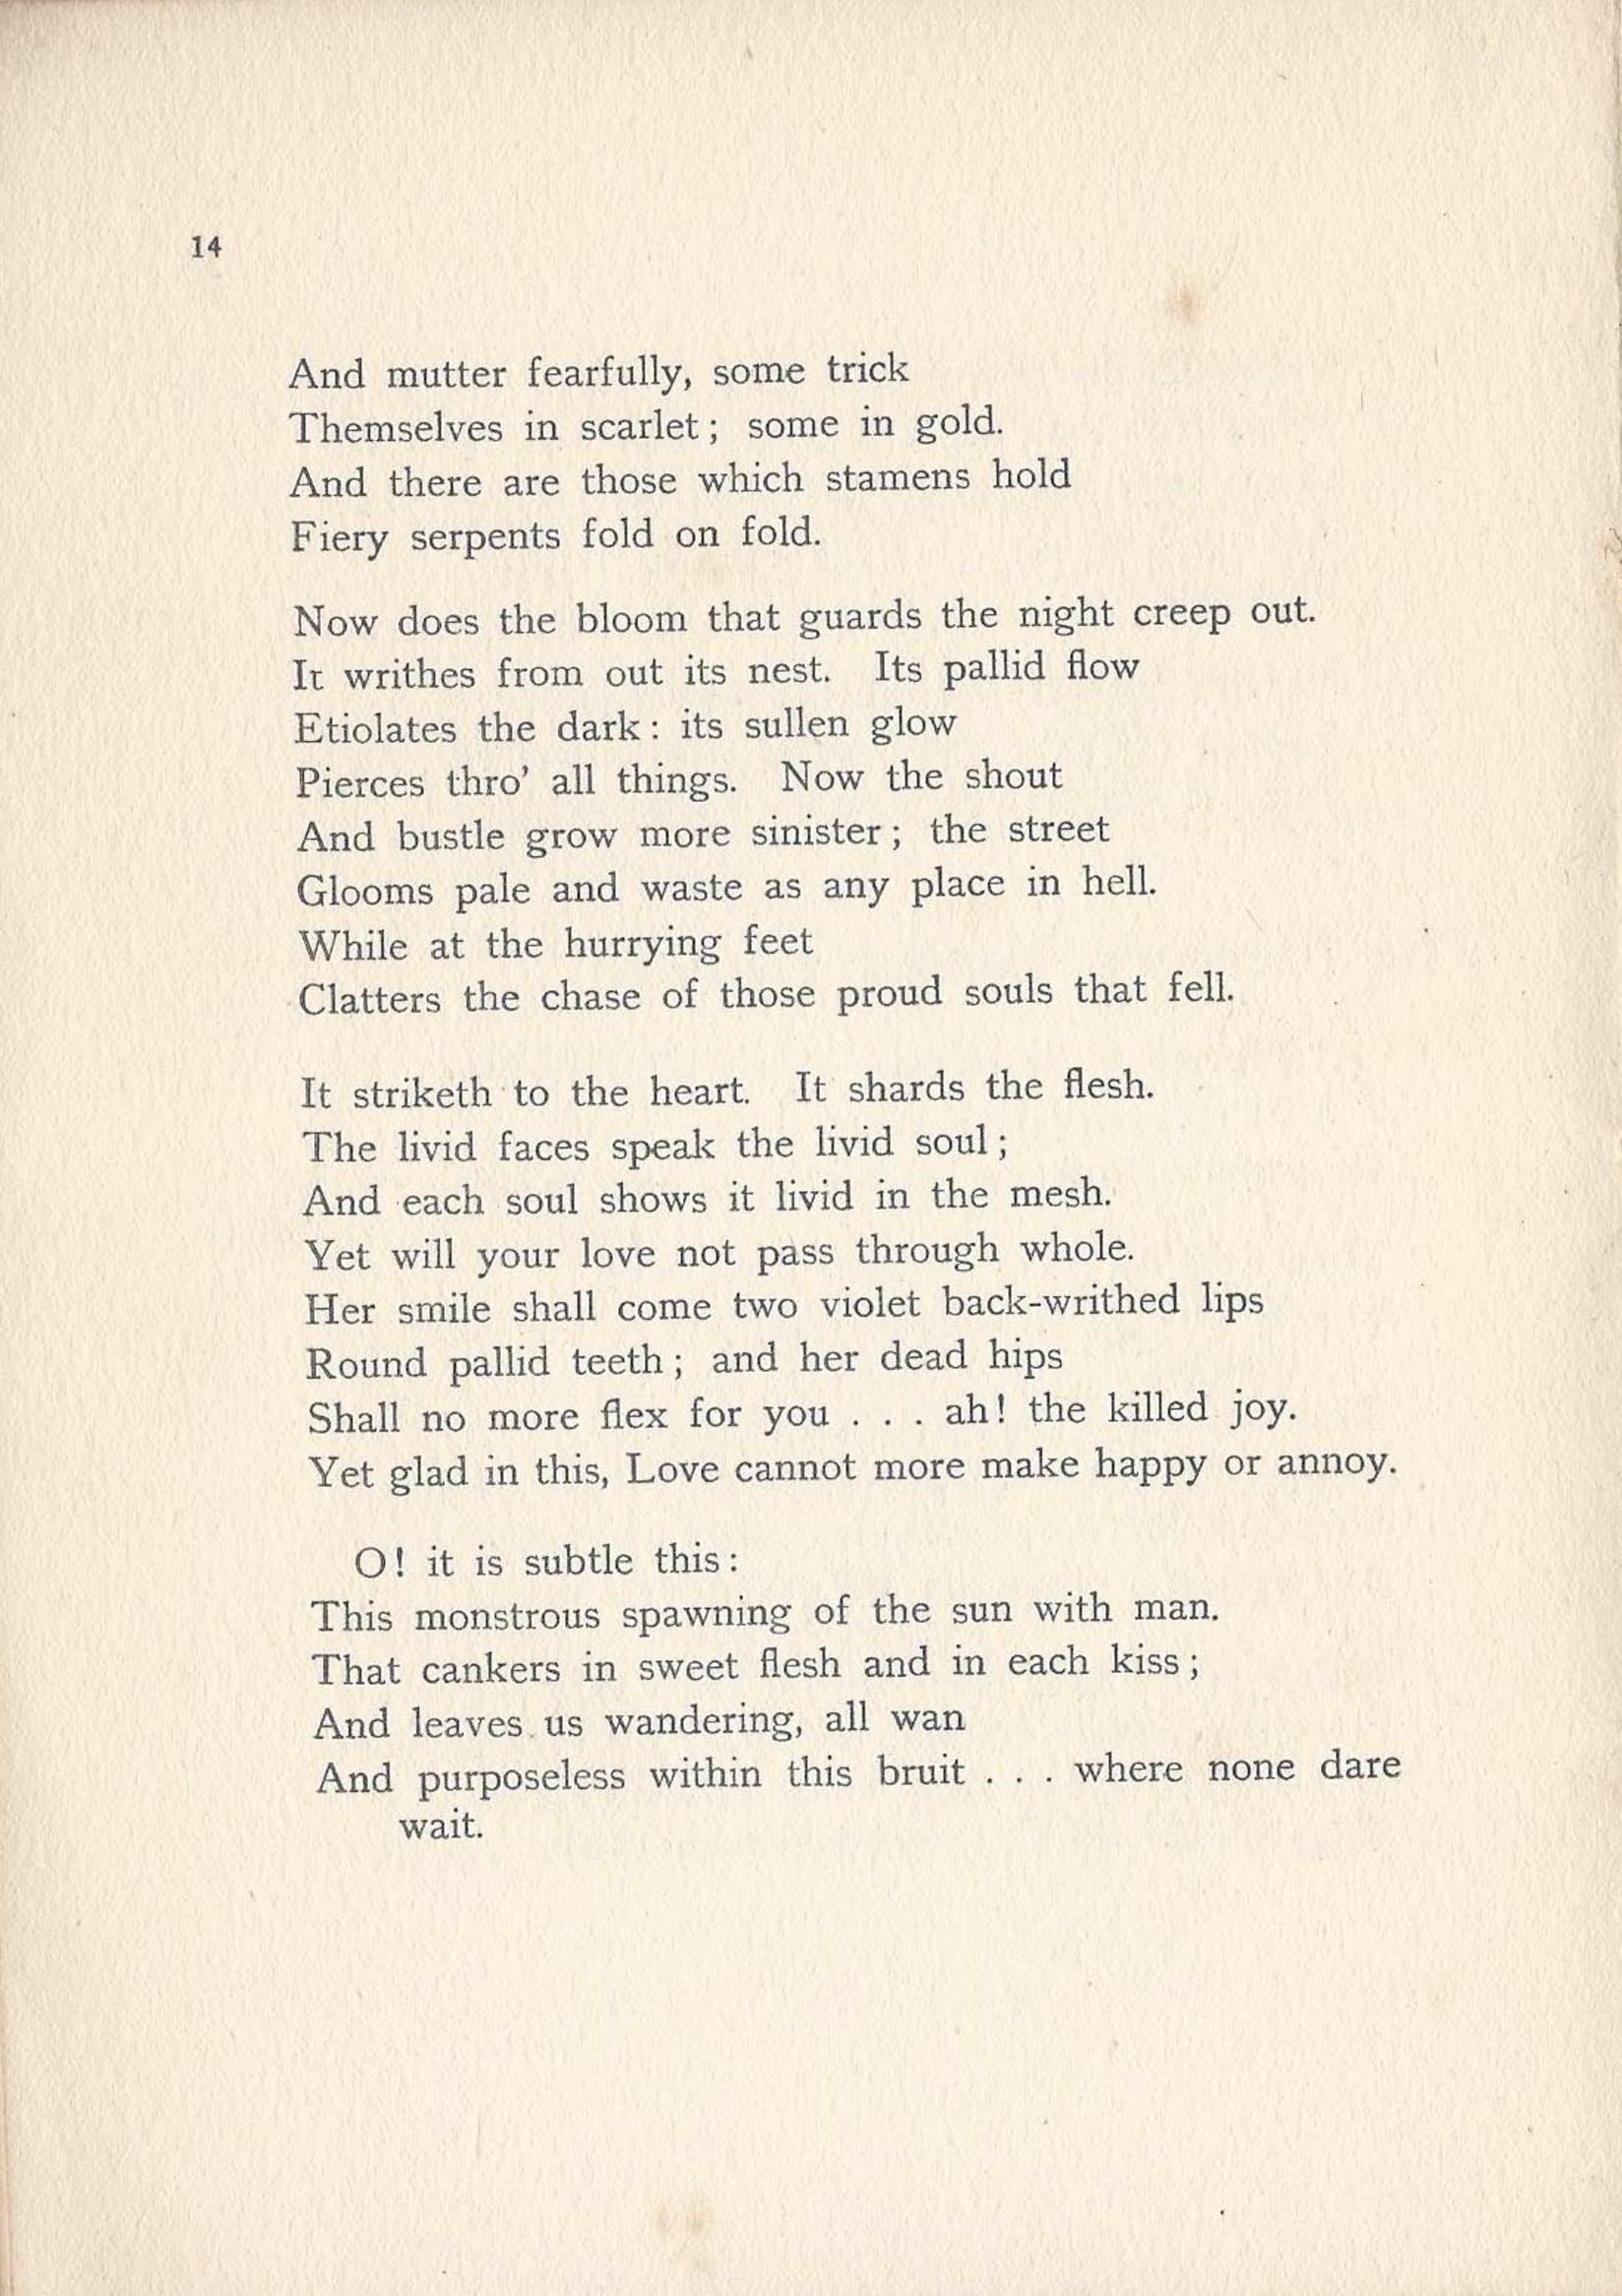 14
And mutter fearfully, some trick
Themselves in scarlet; some in gold.
And there are those which stamens hold
Fiery serpents fold on fold.
Now does the bloom that guards the night creep out.
It writhes from out its nest. Its pallid flow
Etiolates the dark: its sullen glow
Pierces thro' all things. Now the shout
And bustle grow more sinister; the street
Glooms pale and waste as any place in hell.
While at the hurrying feet
Clatters the chase of those proud souls that fell.
It striketh to the heart. It shards the flesh.
The livid faces speak the livid soul;
And each soul shows it livid in the mesh.
Yet will your love not pass through whole.
Her smile shall come two violet back-writhed lips
Round pallid teeth; and her dead hips
Shall no more flex for you . . . ah! the killed joy.
Yet glad in this, Love cannot more make happy or annoy.
O! it is subtle this:
This monstrous spawning of the sun with man.
That cankers in sweet flesh and in each kiss;
And leaves us wandering, all wan
And purposeless within this bruit . . . where none dare
wait.